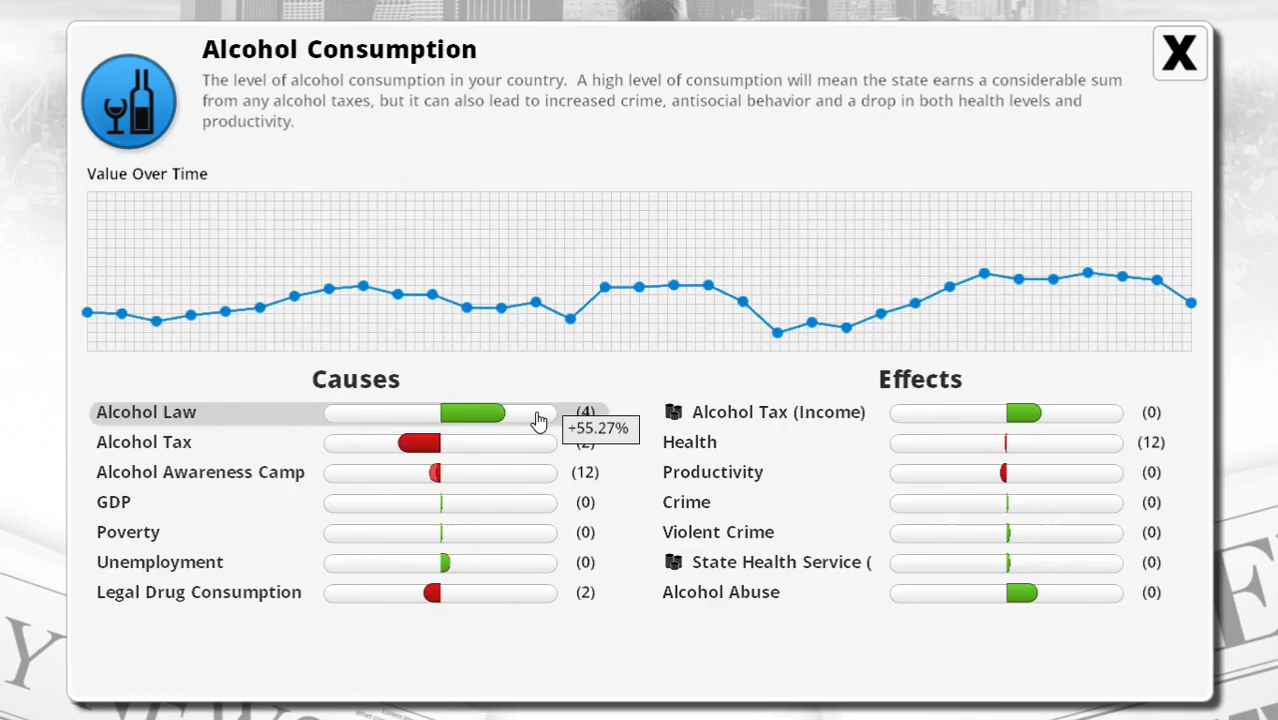 Alcohol Consumption
X
The level of alcohol consumption in your country. A high level of consumption will mean the state earns a considerable sum
from any alcohol taxes, but it can also lead to increased crime, antisocial behavior and a drop in both health levels and
productivity.
Value Over Time
Causes
Alcohol Law (4)
+55.27%
Alcohol Tax (2)
Alcohol Awareness Camp (12)
GDP (0)
Poverty (0)
Unemployment (0)
Legal Drug Consumption (2)
Effects
Alcohol Tax (Income) (0)
Health (12)
Productivity (0)
Crime (0)
Violent Crime (0)
State Health Service ( (0)
Alcohol Abuse (0)